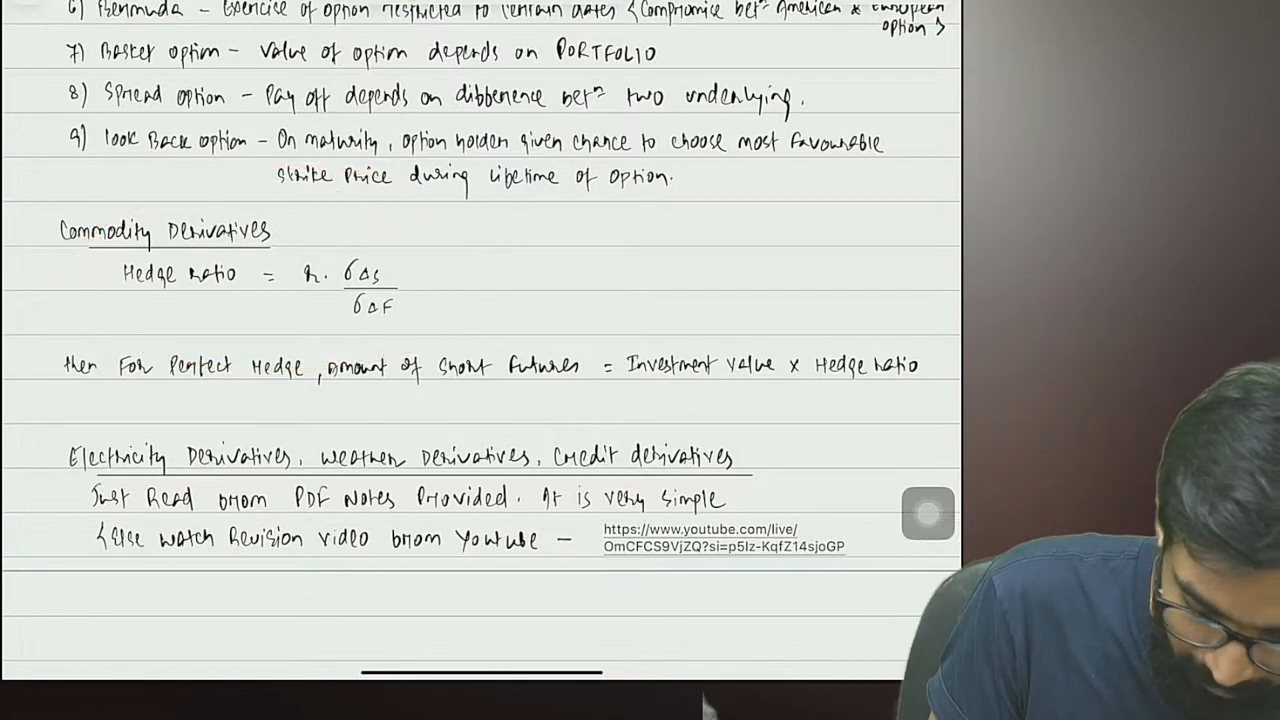 6) Bermuda - Exercise of option restricted to certain dates {Compromise betⁿ American & European
option}
7) Basket option - Value of option depends on PORTFOLIO
8) Spread option - Pay off depends on difference betⁿ two underlying.
9) Look Back option - On maturity, option holder given chance to choose most favourable
strike Price during lifetime of option.
Commodity Derivatives
Hedge ratio = r. σΔs
σΔF
then For Perfect Hedge, amount of short futures = Investment value x Hedge ratio
Electricity Derivatives, weather Derivatives, Credit derivatives
Just Read from PDF Notes Provided. It is very simple
{Else watch Revision video from Youtube - https://www.youtube.com/live/
OmCFCS9VjZQ?si=p5Iz-KqfZ14sjoGP